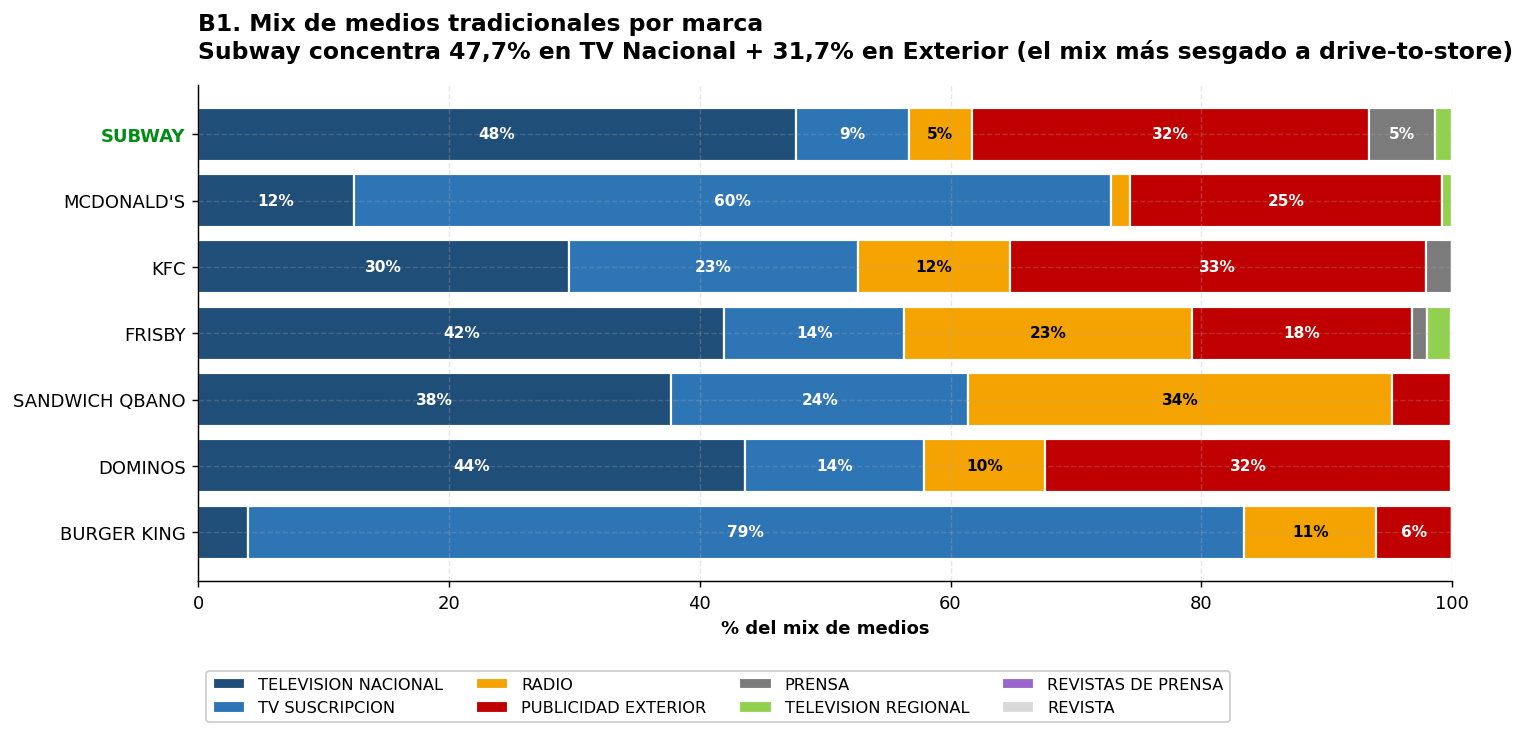 B1. Mix de medios tradicionales por marca
Subway concentra 47,7% en TV Nacional + 31,7% en Exterior (el mix más sesgado a drive-to-store)
SUBWAY 48% 9% 5% 32% 5%
MCDONALD'S 12% 60% 25%
KFC 30% 23% 12% 33%
FRISBY 42% 14% 23% 18%
SANDWICH QBANO 38% 24% 34%
DOMINOS 44% 14% 10% 32%
BURGER KING 79% 11% 6%
0 20 40 60 80 100
% del mix de medios
TELEVISION NACIONAL RADIO PRENSA REVISTAS DE PRENSA
TV SUSCRIPCION PUBLICIDAD EXTERIOR TELEVISION REGIONAL REVISTA